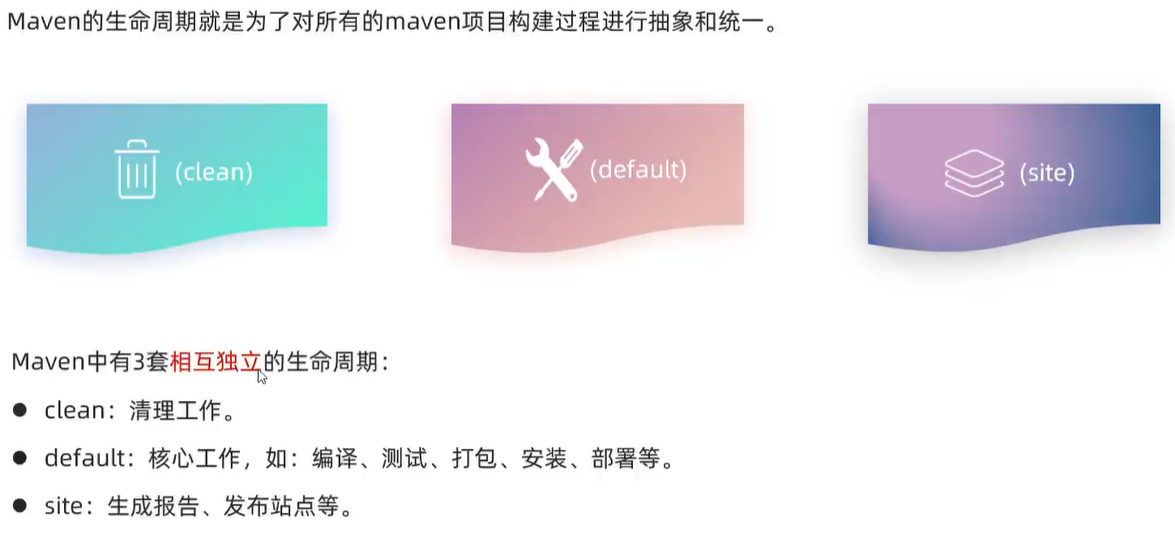 Maven的生命周期就是为了对所有的maven项目构建过程进行抽象和统一。
(clean)
(default)
(site)
Maven中有3套相互独立的生命周期：
● clean：清理工作。
● default：核心工作，如：编译、测试、打包、安装、部署等。
● site：生成报告、发布站点等。